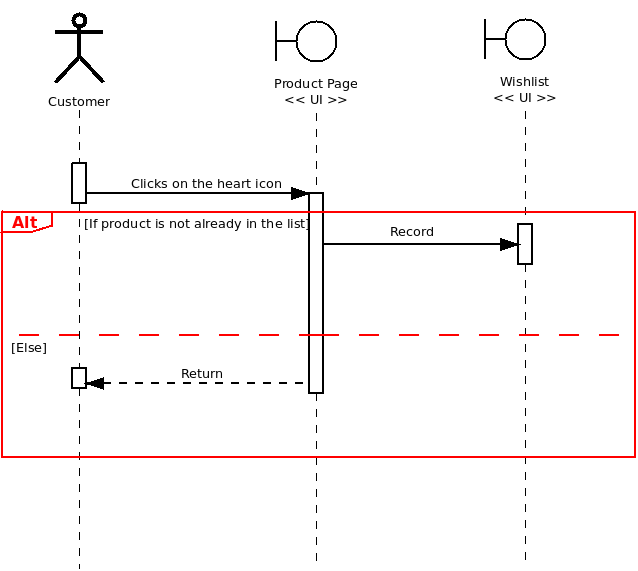 Customer
Product Page
<< UI >>
Wishlist
<< UI >>
Clicks on the heart icon
Alt
[If product is not already in the list]
Record
[Else]
Return